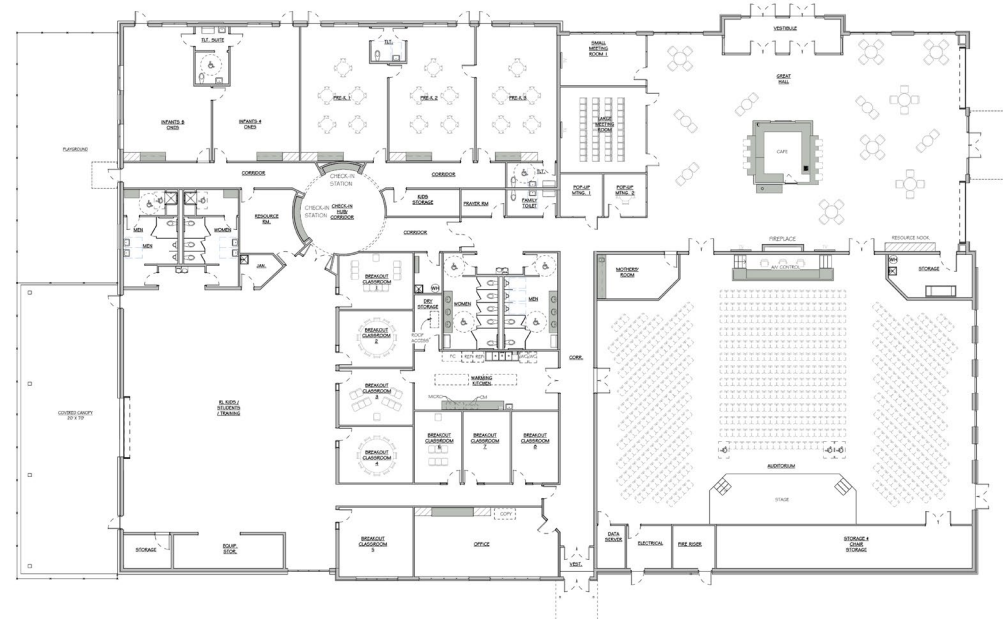 VESTIBULE
TLT. SUITE
TLT.
SMALL
MEETING
ROOM 1
GREAT
HALL
PRE-K 1
PRE-K 2
PRE-K 3
INFANTS &
ONES
INFANTS &
ONES
LARGE
MEETING
ROOM
CAFE
PLAYGROUND
CORRIDOR
CORRIDOR
TLT.
CHECK-IN
STATION
POP-UP
MTNG. 1
POP-UP
MTNG. 2
KIDS
STORAGE
PRAYER RM
FAMILY
TOILET
CHECK-IN
STATION
CHECK-IN
HUB/
CORRIDOR
RESOURCE
RM.
MEN
MEN
WOMEN
CORRIDOR
FIREPLACE
RESOURCE NOOK
JAN.
MOTHERS'
ROOM
A/V CONTROL
WH
STORAGE
BREAKOUT
CLASSROOM
1
WH
DRY
STORAGE
WOMEN
MEN
BREAKOUT
CLASSROOM
2
ROOF
ACCESS
CORR.
WARMING
KITCHEN
BREAKOUT
CLASSROOM
3
MICRO
CM
COVERED CANOPY
20' X 70'
KL KIDS /
STUDENTS
/ TRAINING
BREAKOUT
CLASSROOM
4
BREAKOUT
CLASSROOM
6
BREAKOUT
CLASSROOM
7
BREAKOUT
CLASSROOM
8
AUDITORIUM
STAGE
COPY
BREAKOUT
CLASSROOM
5
OFFICE
STORAGE
EQUIP.
STOR.
VEST.
DATA
SERVER
ELECTRICAL
FIRE RISER
STORAGE &
CHAIR
STORAGE